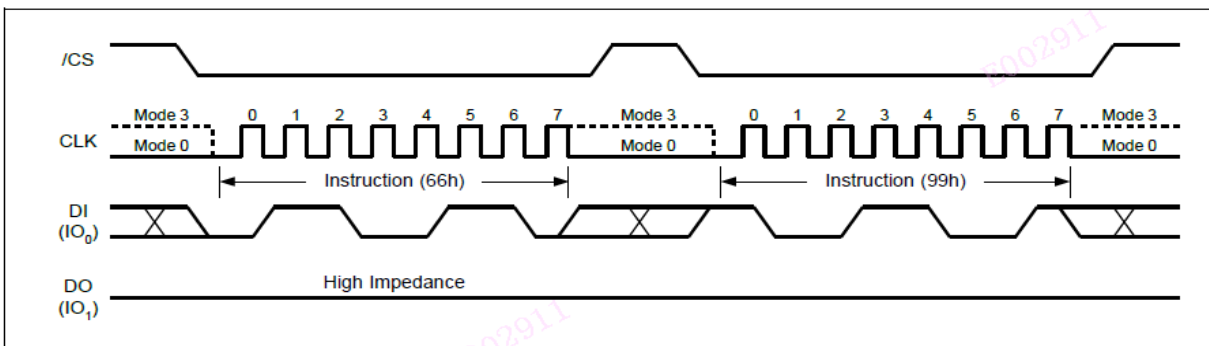 E002911
/CS
Mode 3 0 1 2 3 4 5 6 7 Mode 3 0 1 2 3 4 5 6 7 Mode 3
CLK
Mode 0 Mode 0 Mode 0
Instruction (66h) Instruction (99h)
DI
(IO0)
High Impedance
DO
(IO1)
E002911